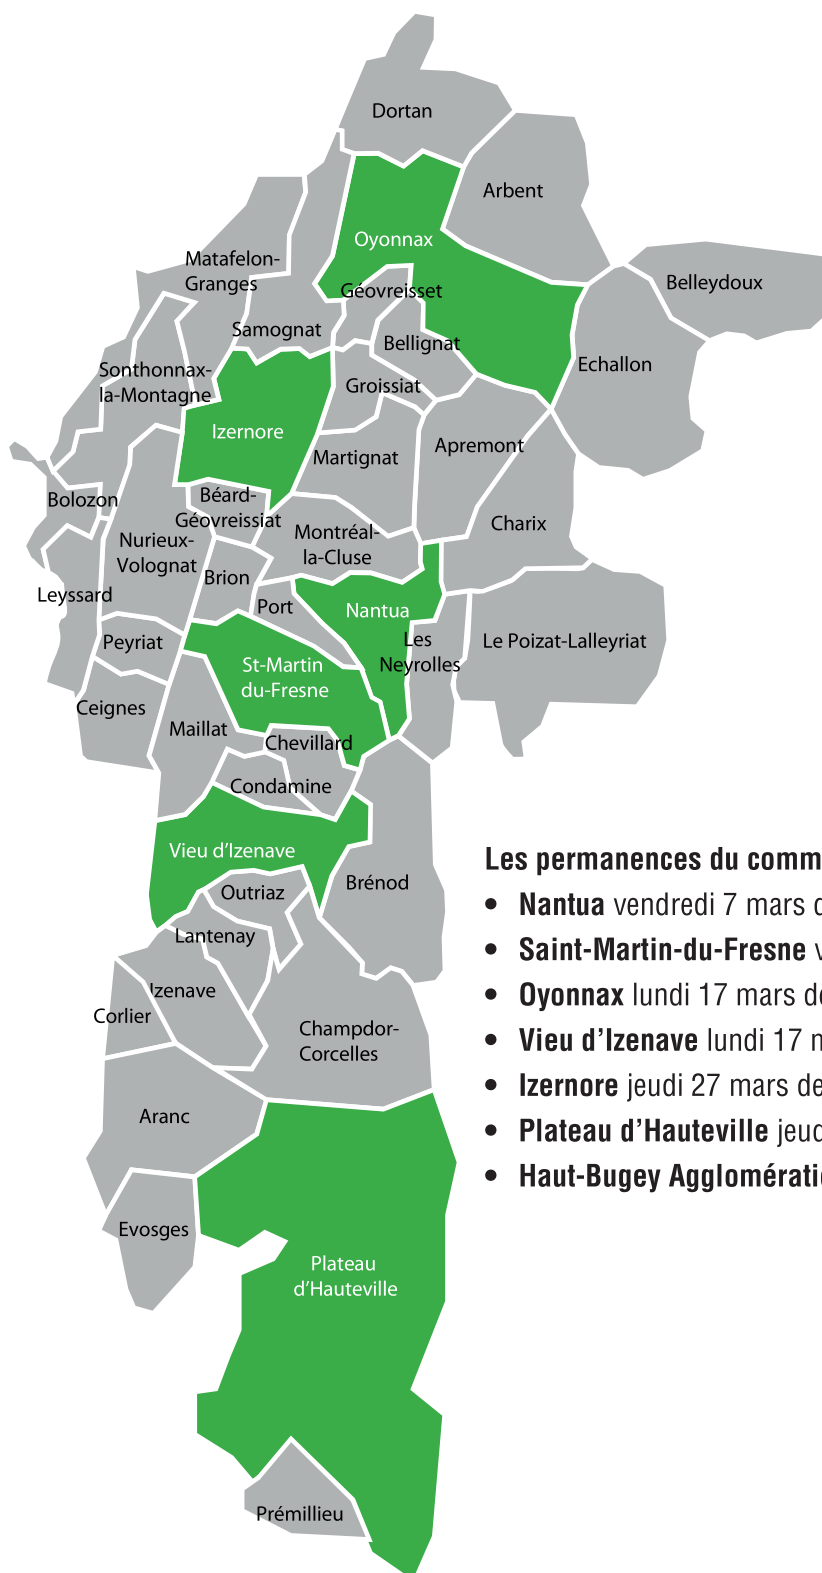 Dortan
Arbent
Oyonnax
Matafelon-
Granges
Belleydoux
Géovreisset
Samognat
Bellignat
Echallon
Sonthonnax-
la-Montagne
Groissiat
Izernore
Apremont
Martignat
Bolozon
Béard-
Géovreissiat
Charix
Montréal-
la-Cluse
Nurieux-
Volognat
Brion
Leyssard
Port
Nantua
Peyriat
Les
Neyrolles
Le Poizat-Lalleyriat
St-Martin
du-Fresne
Ceignes
Maillat
Chevillard
Condamine
Vieu d'Izenave
Brénod
Outriaz
Lantenay
Izenave
Corlier
Champdor-
Corcelles
Aranc
Evosges
Plateau
d'Hauteville
Prémillieu
Les permanences du comm
• Nantua vendredi 7 mars d
• Saint-Martin-du-Fresne v
• Oyonnax lundi 17 mars de
• Vieu d'Izenave lundi 17 m
• Izernore jeudi 27 mars de
• Plateau d'Hauteville jeud
• Haut-Bugey Agglomératio